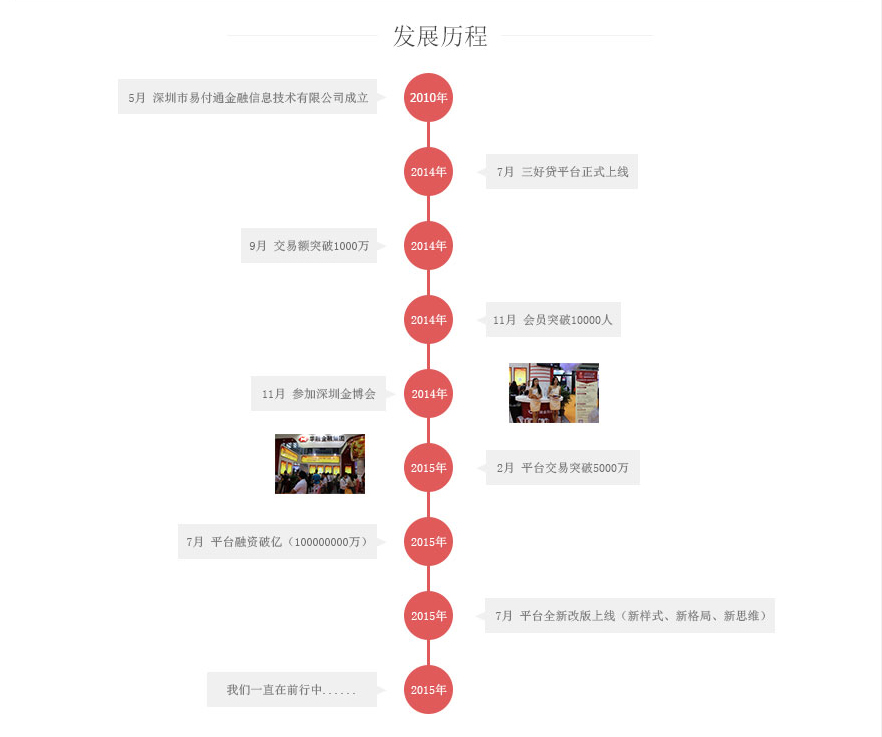 发展历程
5月 深圳市易付通金融信息技术有限公司成立
2010年
2014年
7月 三好贷平台正式上线
9月 交易额突破1000万
2014年
2014年
11月 会员突破10000人
11月 参加深圳金博会
2014年
2015年
2月 平台交易突破5000万
7月 平台融资破亿（100000000万）
2015年
2015年
7月 平台全新改版上线（新样式、新格局、新思维）
我们一直在前行中......
2015年